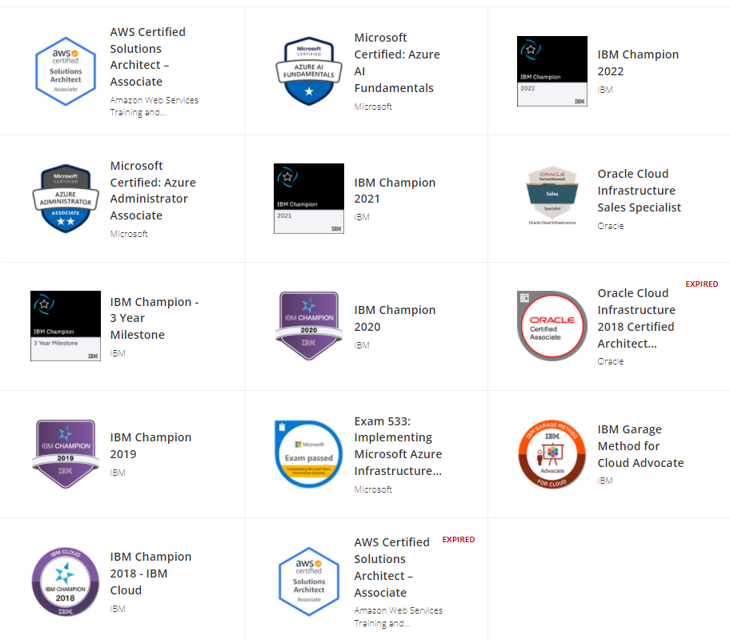 aws
certified
Solutions
Architect
Associate
AWS Certified
Solutions
Architect –
Associate
Amazon Web Services
Training and...
Microsoft
CERTIFIED
AZURE AI
FUNDAMENTALS
Microsoft
Certified: Azure
AI
Fundamentals
Microsoft
IBM Champion
2022
IBM
IBM Champion
2022
IBM
Microsoft
CERTIFIED
AZURE
ADMINISTRATOR
ASSOCIATE
Microsoft
Certified: Azure
Administrator
Associate
Microsoft
IBM Champion
2021
IBM
IBM Champion
2021
IBM
ORACLE
PartnerNetwork
Sales
Specialist
Oracle Cloud Infrastructure
Oracle Cloud
Infrastructure
Sales Specialist
Oracle
IBM Champion
3 Year Milestone
IBM
IBM Champion -
3 Year
Milestone
IBM
IBM CHAMPION
2020
IBM
IBM Champion
2020
IBM
ORACLE
Certified
Associate
EXPIRED
Oracle Cloud
Infrastructure
2018 Certified
Architect...
Oracle
IBM CHAMPION
2019
IBM
IBM Champion
2019
IBM
Microsoft
Exam passed
Exam 533:
Implementing
Microsoft Azure
Infrastructure...
Microsoft
IBM GARAGE METHOD
IBM
Advocate
FOR CLOUD
IBM Garage
Method for
Cloud Advocate
IBM
IBM CLOUD
IBM CHAMPION
2018
IBM Champion
2018 - IBM
Cloud
IBM
aws
certified
Solutions
Architect
Associate
EXPIRED
AWS Certified
Solutions
Architect –
Associate
Amazon Web Services
Training and...